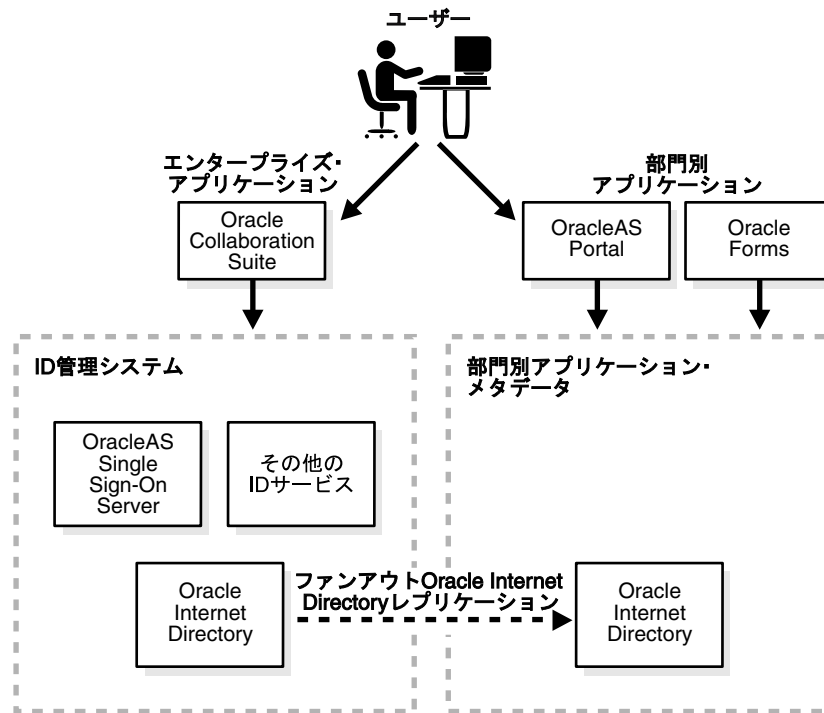 ユーザー
エンタープライズ・
アプリケーション
部門別
アプリケーション
Oracle
Collaboration
Suite
OracleAS
Portal
Oracle
Forms
ID管理システム
部門別アプリケーション・
メタデータ
OracleAS
Single
Sign-On
Server
その他の
IDサービス
ファンアウトOracle Internet
Directoryレプリケーション
Oracle
Internet
Directory
Oracle
Internet
Directory